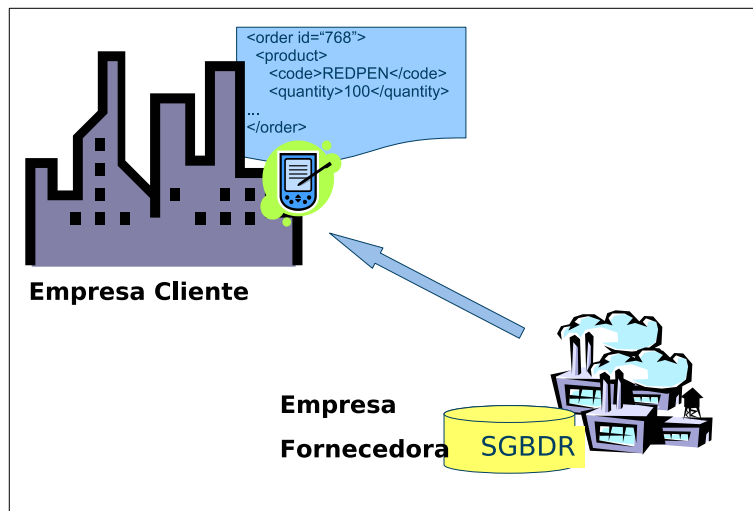 <order id=“768”>
<product>
<code>REDPEN</code>
<quantity>100</quantity>
...
</order>
Empresa Cliente
Empresa
Fornecedora
SGBDR